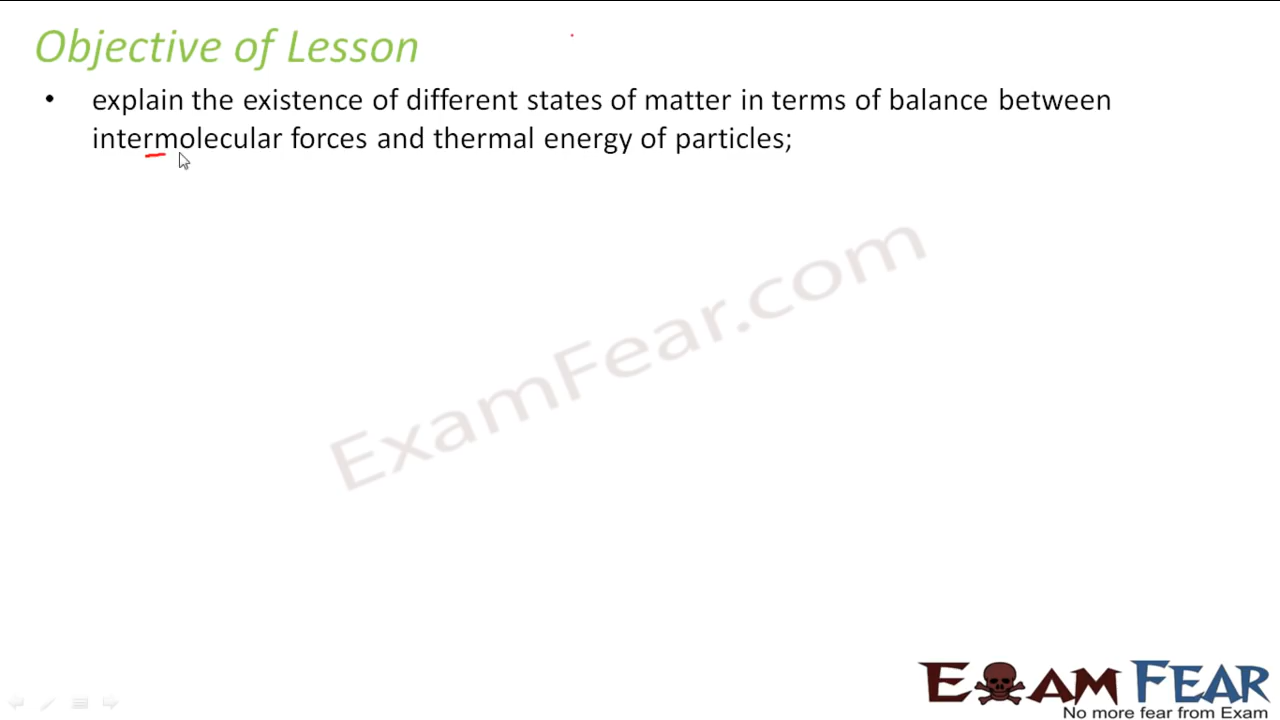 Objective of Lesson
• explain the existence of different states of matter in terms of balance between
intermolecular forces and thermal energy of particles;
ExamFear.com
EXAM FEAR
No more fear from Exam